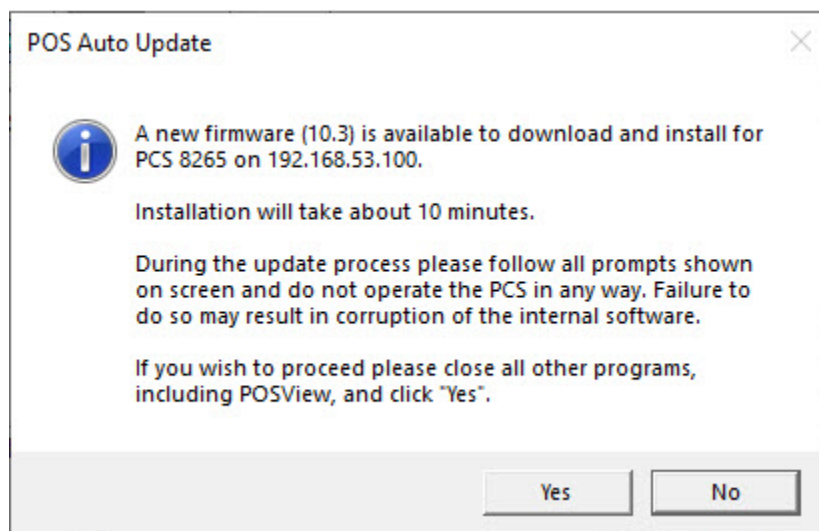 POS Auto Update
A new firmware (10.3) is available to download and install for
PCS 8265 on 192.168.53.100.
Installation will take about 10 minutes.
During the update process please follow all prompts shown
on screen and do not operate the PCS in any way. Failure to
do so may result in corruption of the internal software.
If you wish to proceed please close all other programs,
including POSView, and click "Yes".
Yes No